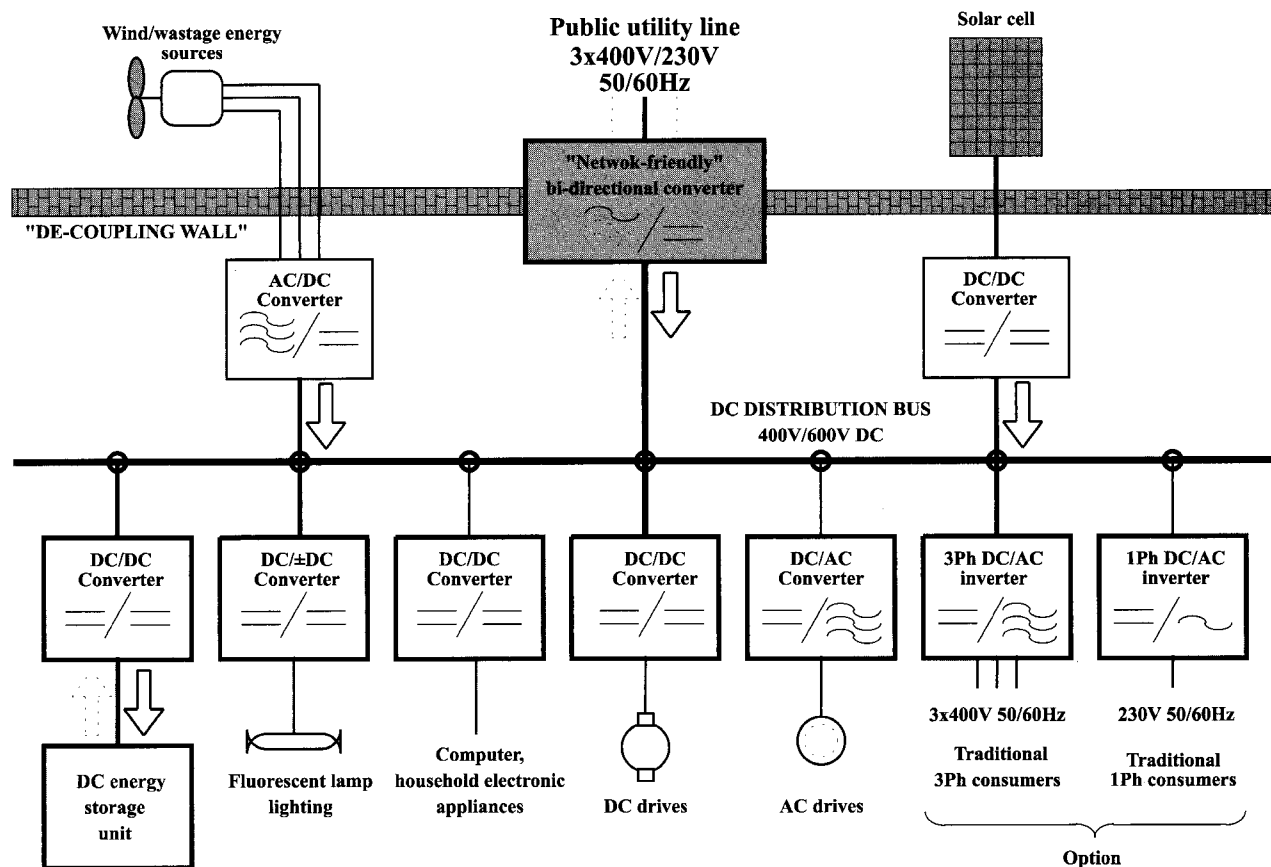 Wind/wastage energy
sources
Public utility line
3x400V/230V
50/60Hz
Solar cell
"Netwok-friendly"
bi-directional converter
"DE-COUPLING WALL"
AC/DC
Converter
DC/DC
Converter
DC DISTRIBUTION BUS
400V/600V DC
DC/DC
Converter
DC/±DC
Converter
DC/DC
Converter
DC/DC
Converter
DC/AC
Converter
3Ph DC/AC
inverter
1Ph DC/AC
inverter
DC energy
storage
unit
Fluorescent lamp
lighting
Computer,
household electronic
appliances
DC drives
AC drives
3x400V 50/60Hz
Traditional
3Ph consumers
230V 50/60Hz
Traditional
1Ph consumers
Option